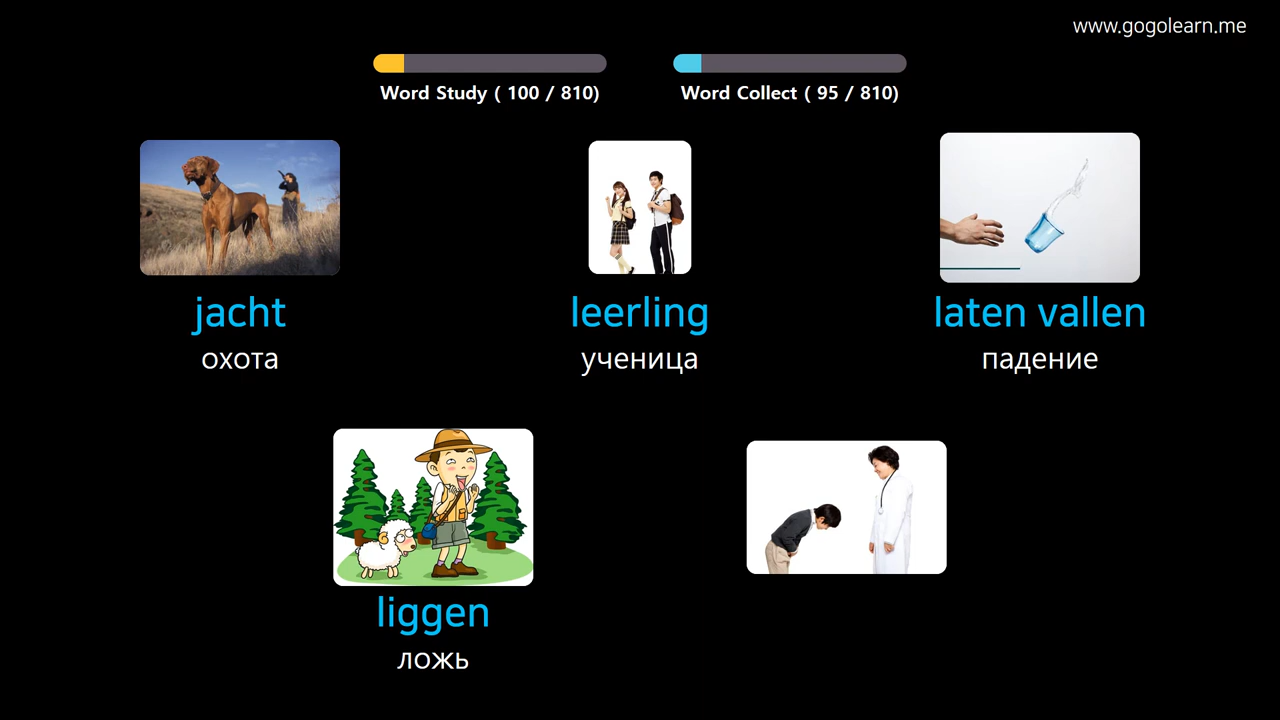 www.gogolearn.me
Word Study ( 100 / 810)
Word Collect ( 95 / 810)
jacht
охота
leerling
ученица
laten vallen
падение
liggen
ложь